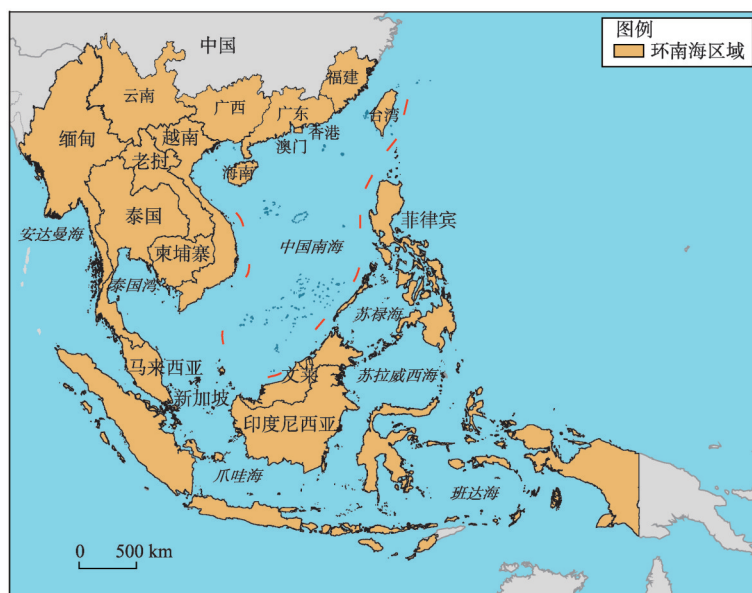 中国
图例
环南海区域
福建
云南
广西
广东
台湾
香港
澳门
缅甸
越南
老挝
海南
泰国
菲律宾
安达曼海
柬埔寨
中国南海
泰国湾
苏禄海
马来西亚
文莱
苏拉威西海
新加坡
印度尼西亚
爪哇海
班达海
0 500 km